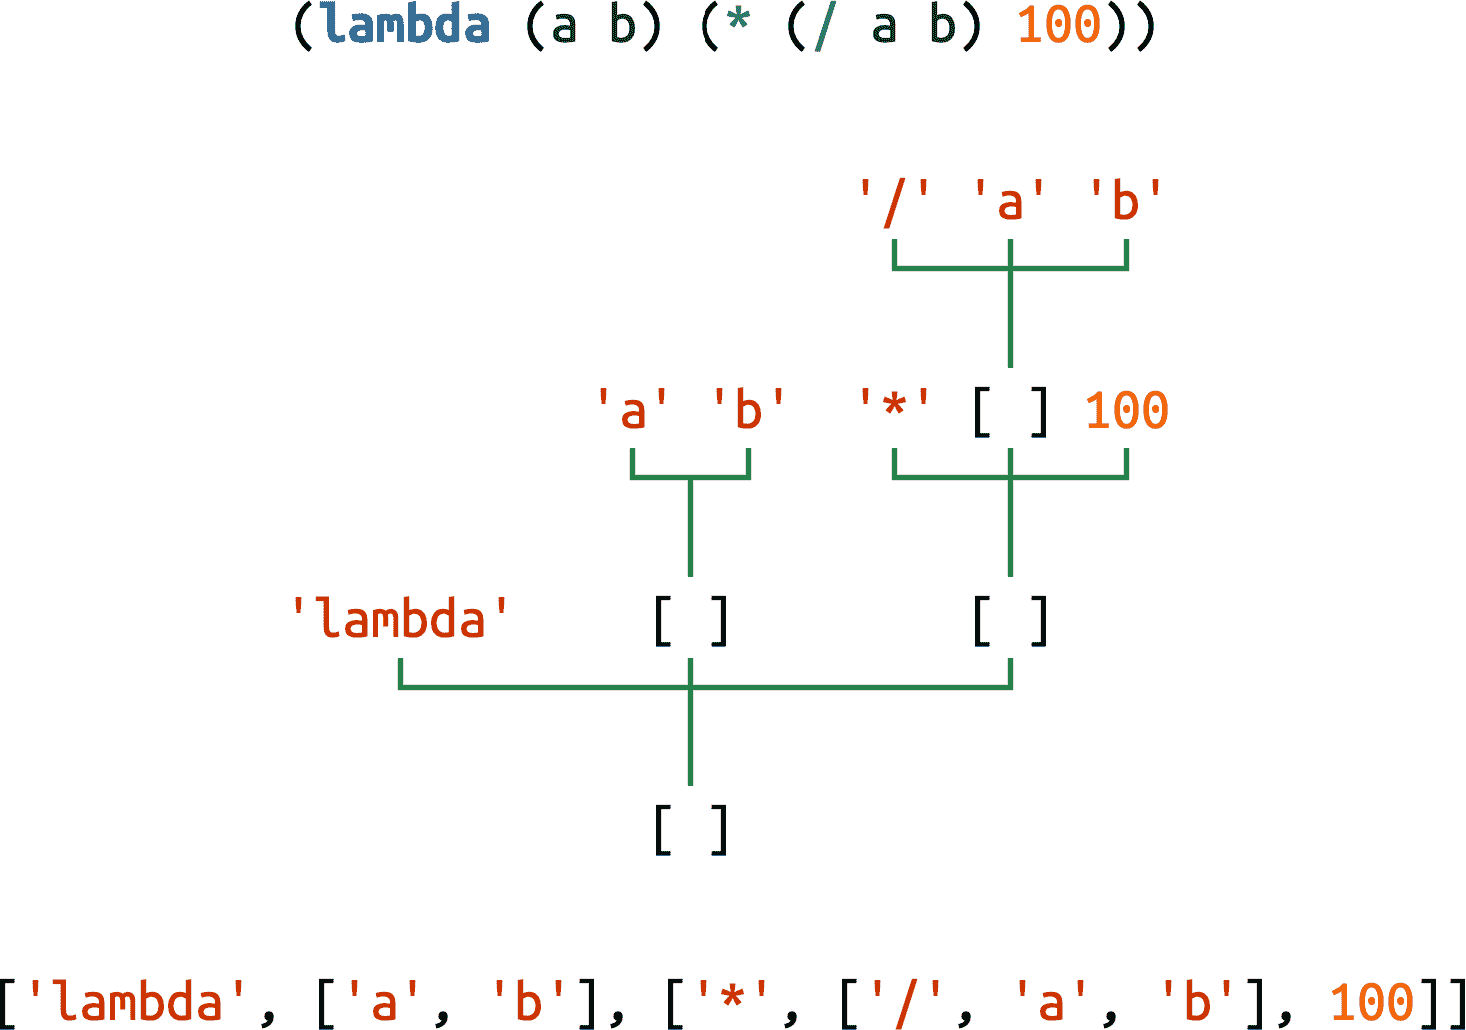 (lambda (a b) (* (/ a b) 100))
'/' 'a' 'b'
'a' 'b' '*' [ ] 100
'lambda' [ ] [ ]
[ ]
['lambda', ['a', 'b'], ['*', ['/', 'a', 'b'], 100]]